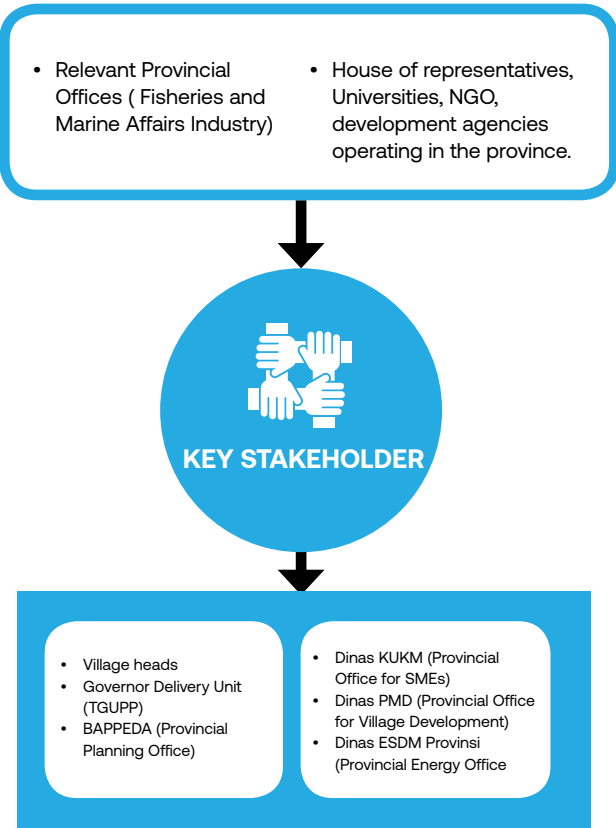 • Relevant Provincial
Offices ( Fisheries and
Marine Affairs Industry)
• House of representatives,
Universities, NGO,
development agencies
operating in the province.
KEY STAKEHOLDER
• Village heads
• Governor Delivery Unit
(TGUPP)
• BAPPEDA (Provincial
Planning Office)
• Dinas KUKM (Provincial
Office for SMEs)
• Dinas PMD (Provincial Office
for Village Development)
• Dinas ESDM Provinsi
(Provincial Energy Office